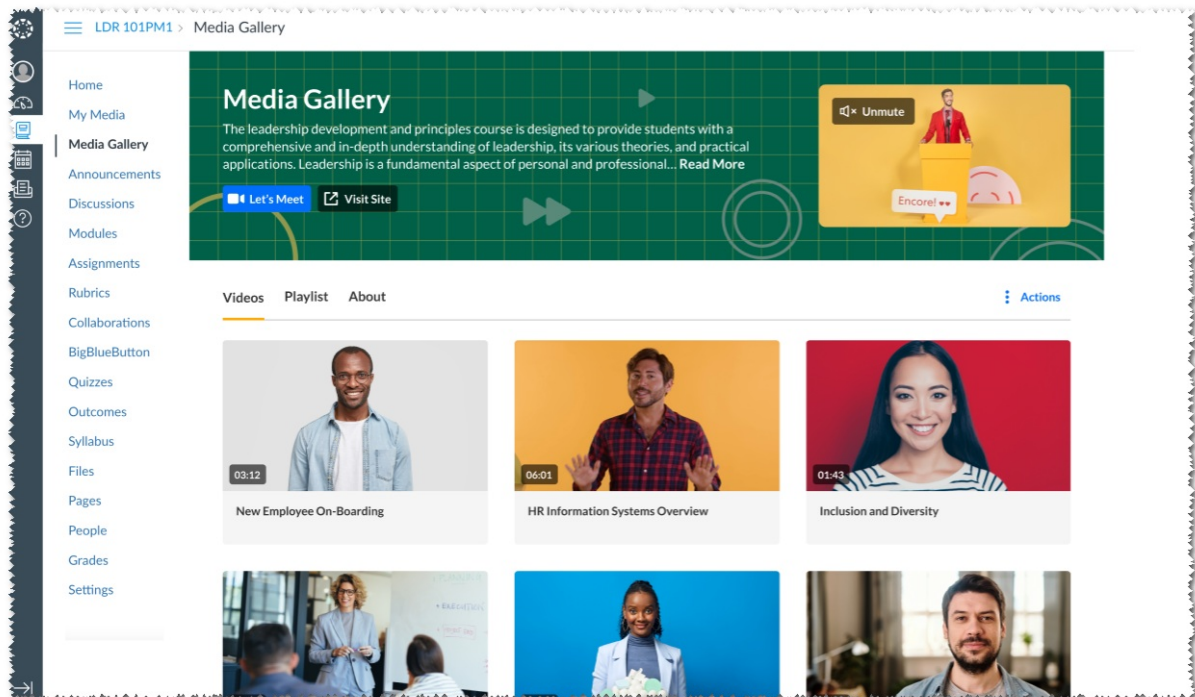 LDR 101PM1 > Media Gallery
Home
My Media
Media Gallery
Announcements
Discussions
Modules
Assignments
Rubrics
Collaborations
BigBlueButton
Quizzes
Outcomes
Syllabus
Files
Pages
People
Grades
Settings
Media Gallery
The leadership development and principles course is designed to provide students with a
comprehensive and in-depth understanding of leadership, its various theories, and practical
applications. Leadership is a fundamental aspect of personal and professional... Read More
Let's Meet
Visit Site
Unmute
Encore! ♥♥
Videos
Playlist
About
Actions
03:12
New Employee On-Boarding
06:01
HR Information Systems Overview
01:43
Inclusion and Diversity